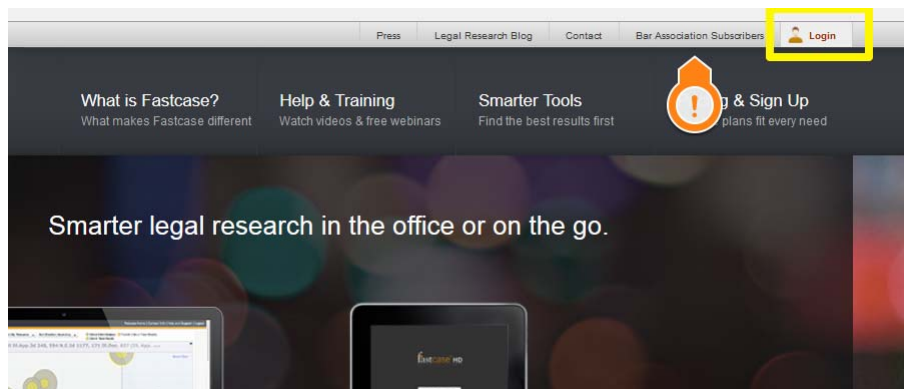 Press Legal Research Blog Contact Bar Association Subscribers Login
What is Fastcase? Help & Training Smarter Tools g & Sign Up
What makes Fastcase different Watch videos & free webinars Find the best results first plans fit every need
!
Smarter legal research in the office or on the go.
fastcase HD